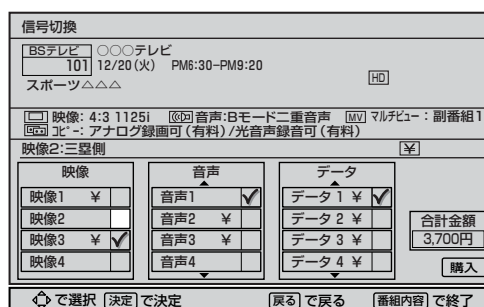 信号切換
BSテレビ ○○○テレビ
101 12/20(火) PM6:30-PM9:20
スポーツ△△△ HD
映像: 4:3 1125i 音声:Bモード二重音声 MV マルチビュー:副番組1
コピー: アナログ録画可(有料)/光音声録音可(有料)
映像2:三塁側 ¥
映像 音声 データ
映像1 ¥ 音声1 ✓ データ1 ¥ ✓
映像2 音声2 ¥ データ2 ¥
映像3 ¥ ✓ 音声3 ¥ データ3 ¥
映像4 音声4 データ4 ¥
合計金額
3,700円
購入
で選択 決定 で決定 戻る で戻る 番組内容 で終了